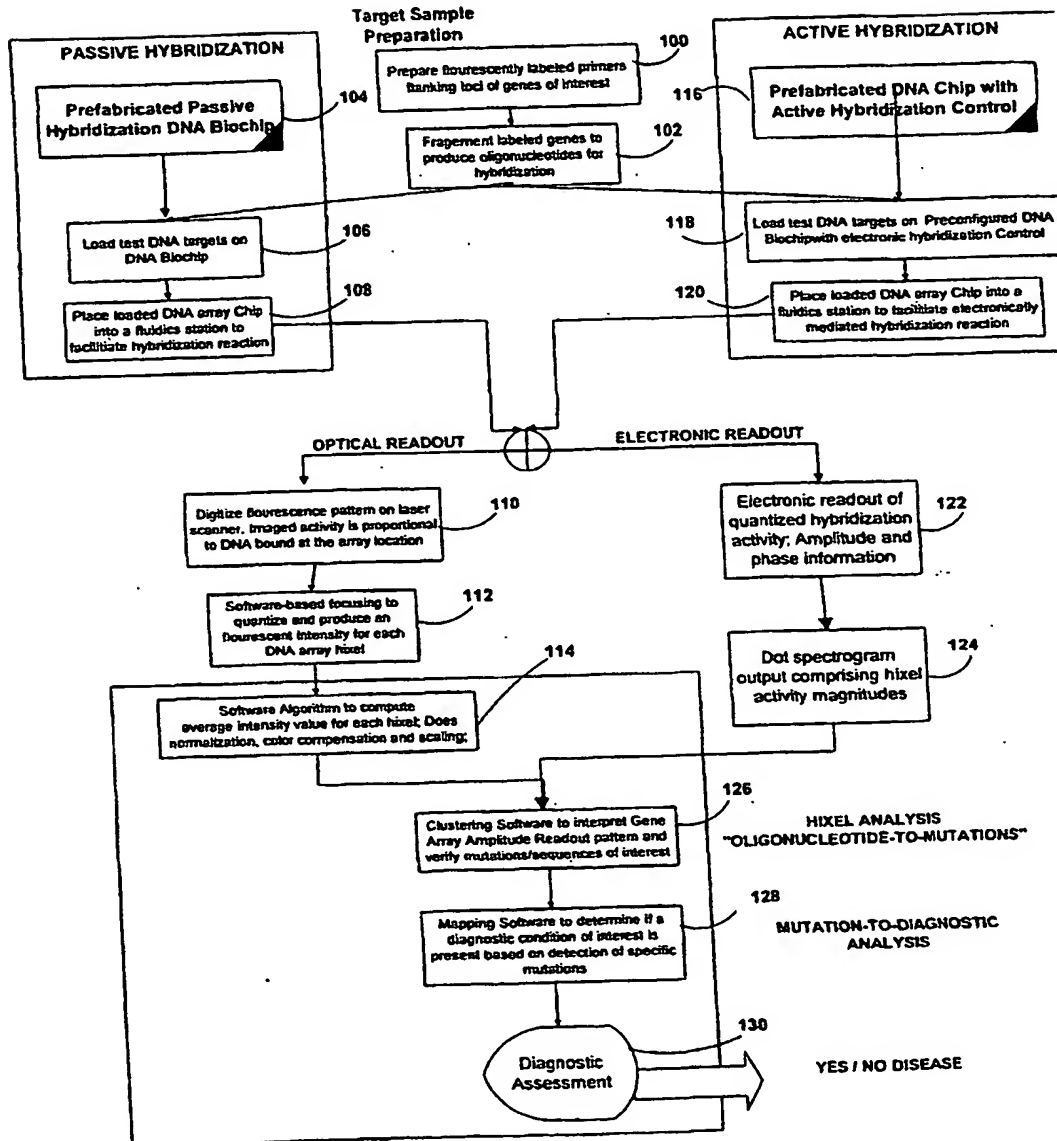 Target Sample
Preparation
PASSIVE HYBRIDIZATION
ACTIVE HYBRIDIZATION
100
Prepare flourescently labeled primers
flanking loci of genes of interest
104
Prefabricated Passive
Hybridization DNA Biochip
116
Prefabricated DNA Chip with
Active Hybridization Control
102
Fragement labeled genes to
produce oligonucleotides for
hybridization
106
Load test DNA targets on
DNA Biochip
118
Load test DNA targets on Preconfigured DNA
Biochipwith electronic hybridization Control
108
Place loaded DNA array Chip
into a fluidics station to
facilitiate hybridization reaction
120
Place loaded DNA array Chip into a
fluidics station to facilitate electronically
mediated hybridization reaction
OPTICAL READOUT
ELECTRONIC READOUT
110
Digitize flourescence pattern on laser
scanner. Imaged activity is proportional
to DNA bound at the array location
122
Electronic readout of
quantized hybridization
activity; Amplitude and
phase information
112
Software-based focusing to
quantize and produce an
flourescent intensity for each
DNA array hixel
114
Software Algorithm to compute
average intensity value for each hixel; Does
normalization, color compensation and scaling;
124
Dot spectrogram
output comprising hixel
activity magnitudes
126
Clustering Software to interpret Gene
Array Amplitude Readout pattern and
verify mutations/sequences of interest
HIXEL ANALYSIS
"OLIGONUCLEOTIDE-TO-MUTATIONS"
128
Mapping Software to determine if a
diagnostic condition of interest is
present based on detection of specific
mutations
MUTATION-TO-DIAGNOSTIC
ANALYSIS
130
Diagnostic
Assessment
YES / NO DISEASE